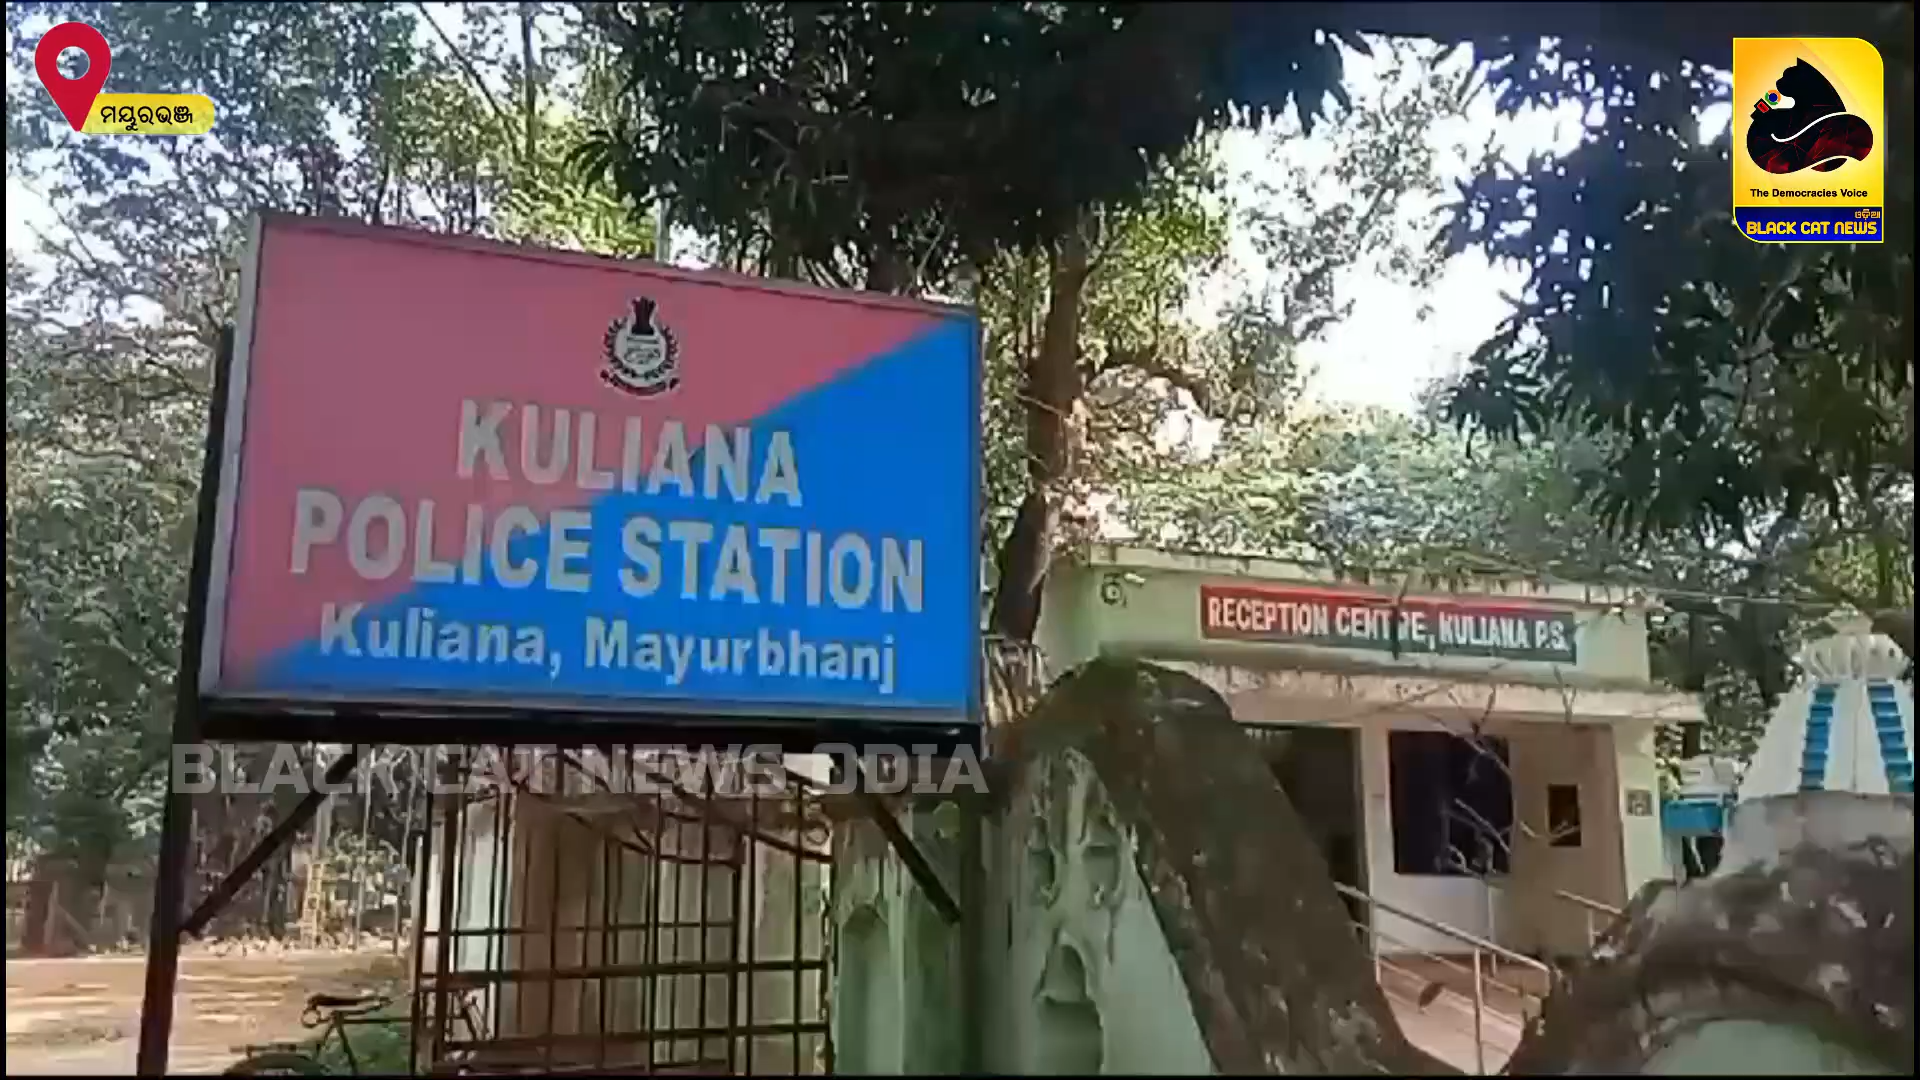 ମୟୂରଭଞ୍ଜ
The Democracies Voice
ଓଡ଼ିଆ
BLACK CAT NEWS
KULIANA
POLICE STATION
Kuliana, Mayurbhanj
RECEPTION CENTRE, KULIANA P.S.
BLACK CAT NEWS ODIA